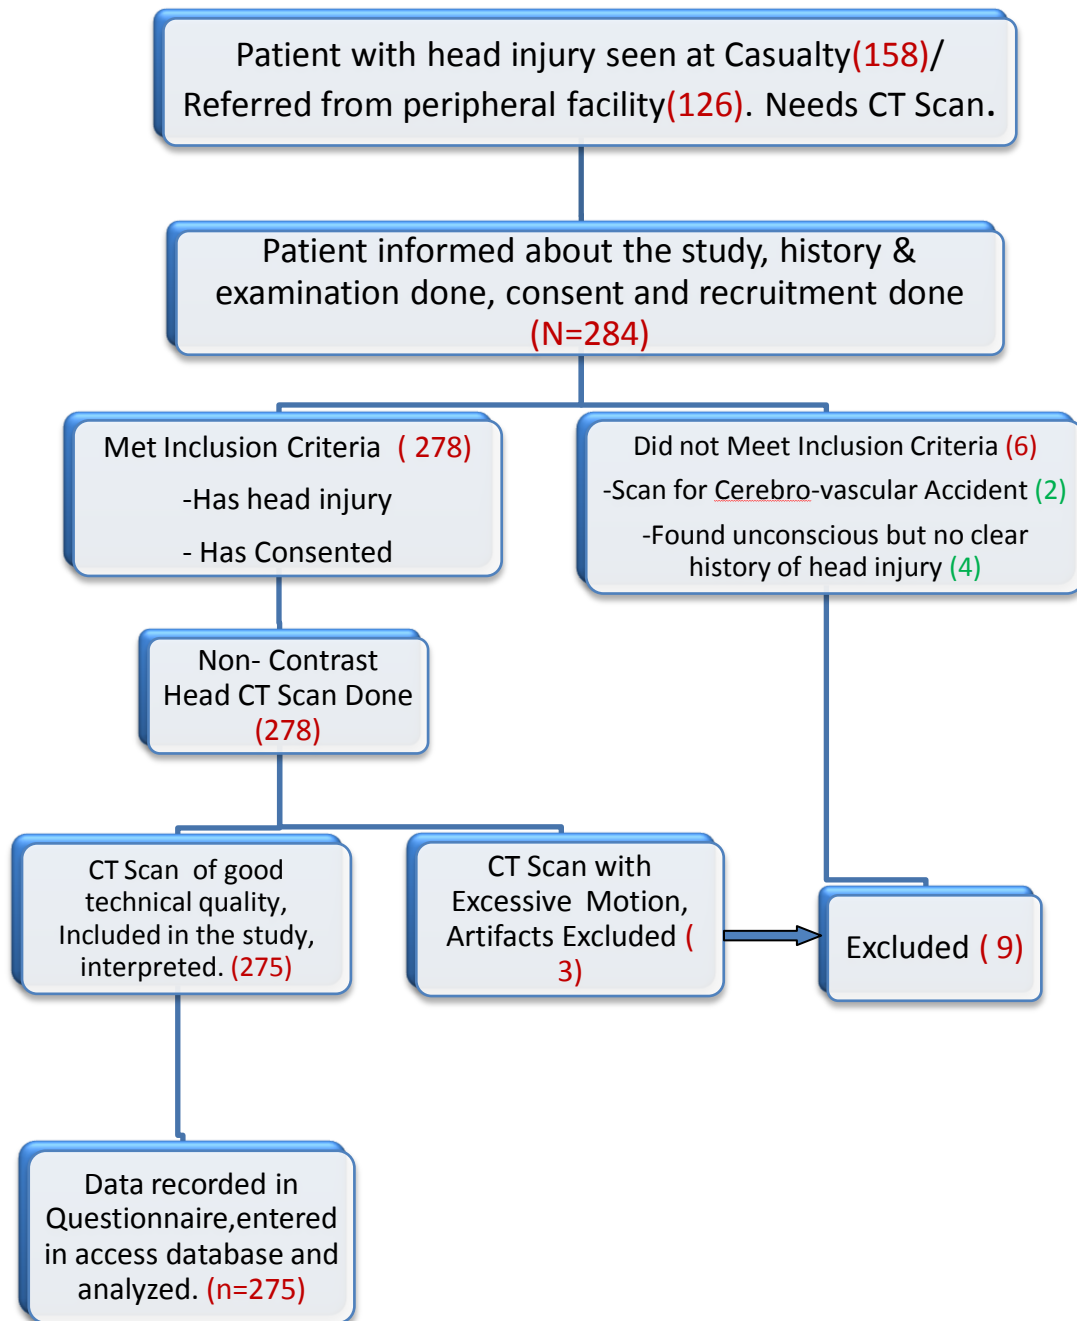 Patient with head injury seen at Casualty(158)/
Referred from peripheral facility(126). Needs CT Scan.
Patient informed about the study, history &
examination done, consent and recruitment done
(N=284)
Met Inclusion Criteria ( 278)
-Has head injury
- Has Consented
Did not Meet Inclusion Criteria (6)
-Scan for Cerebro-vascular Accident (2)
-Found unconscious but no clear
history of head injury (4)
Non- Contrast
Head CT Scan Done
(278)
CT Scan of good
technical quality,
Included in the study,
interpreted. (275)
CT Scan with
Excessive Motion,
Artifacts Excluded (
3)
Excluded ( 9)
Data recorded in
Questionnaire,entered
in access database and
analyzed. (n=275)